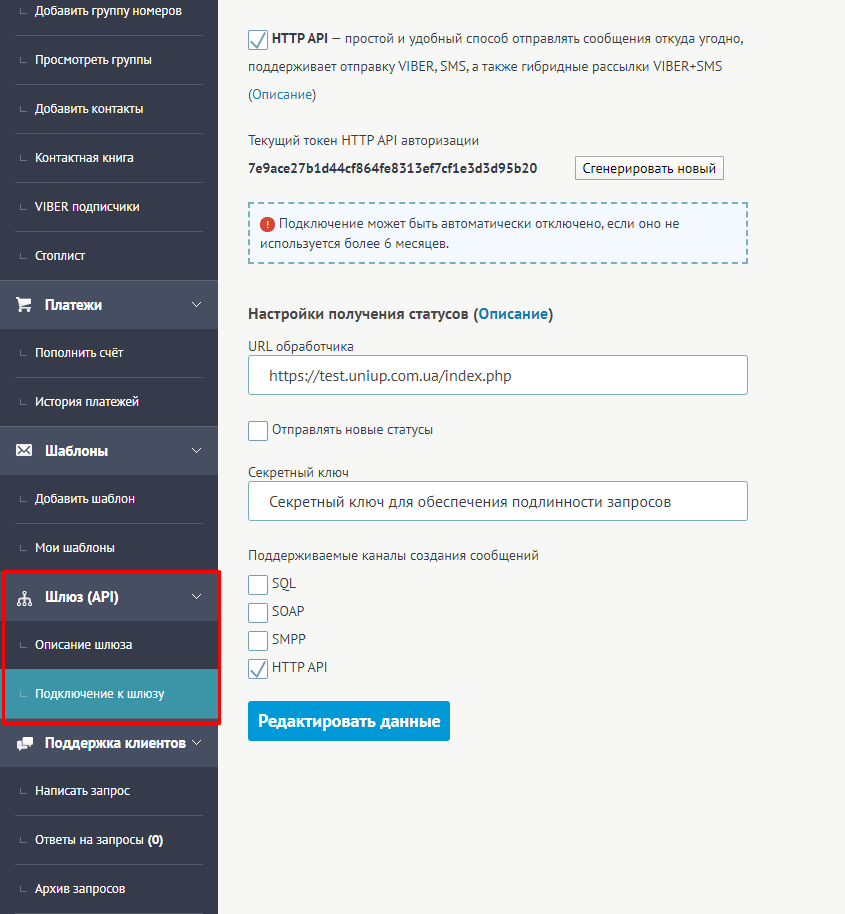 Добавить группу номеров
Просмотреть группы
Добавить контакты
Контактная книга
VIBER подписчики
Стоплист
Платежи
Пополнить счёт
История платежей
Шаблоны
Добавить шаблон
Мои шаблоны
Шлюз (API)
Описание шлюза
Подключение к шлюзу
Поддержка клиентов
Написать запрос
Ответы на запросы (0)
Архив запросов
HTTP API — простой и удобный способ отправлять сообщения откуда угодно,
поддерживает отправку VIBER, SMS, а также гибридные рассылки VIBER+SMS
(Описание)
Текущий токен HTTP API авторизации
7e9ace27b1d44cf864fe8313ef7cf1e3d3d95b20
Сгенерировать новый
Подключение может быть автоматически отключено, если оно не
используется более 6 месяцев.
Настройки получения статусов (Описание)
URL обработчика
https://test.uniup.com.ua/index.php
Отправлять новые статусы
Секретный ключ
Секретный ключ для обеспечения подлинности запросов
Поддерживаемые каналы создания сообщений
SQL
SOAP
SMPP
HTTP API
Редактировать данные